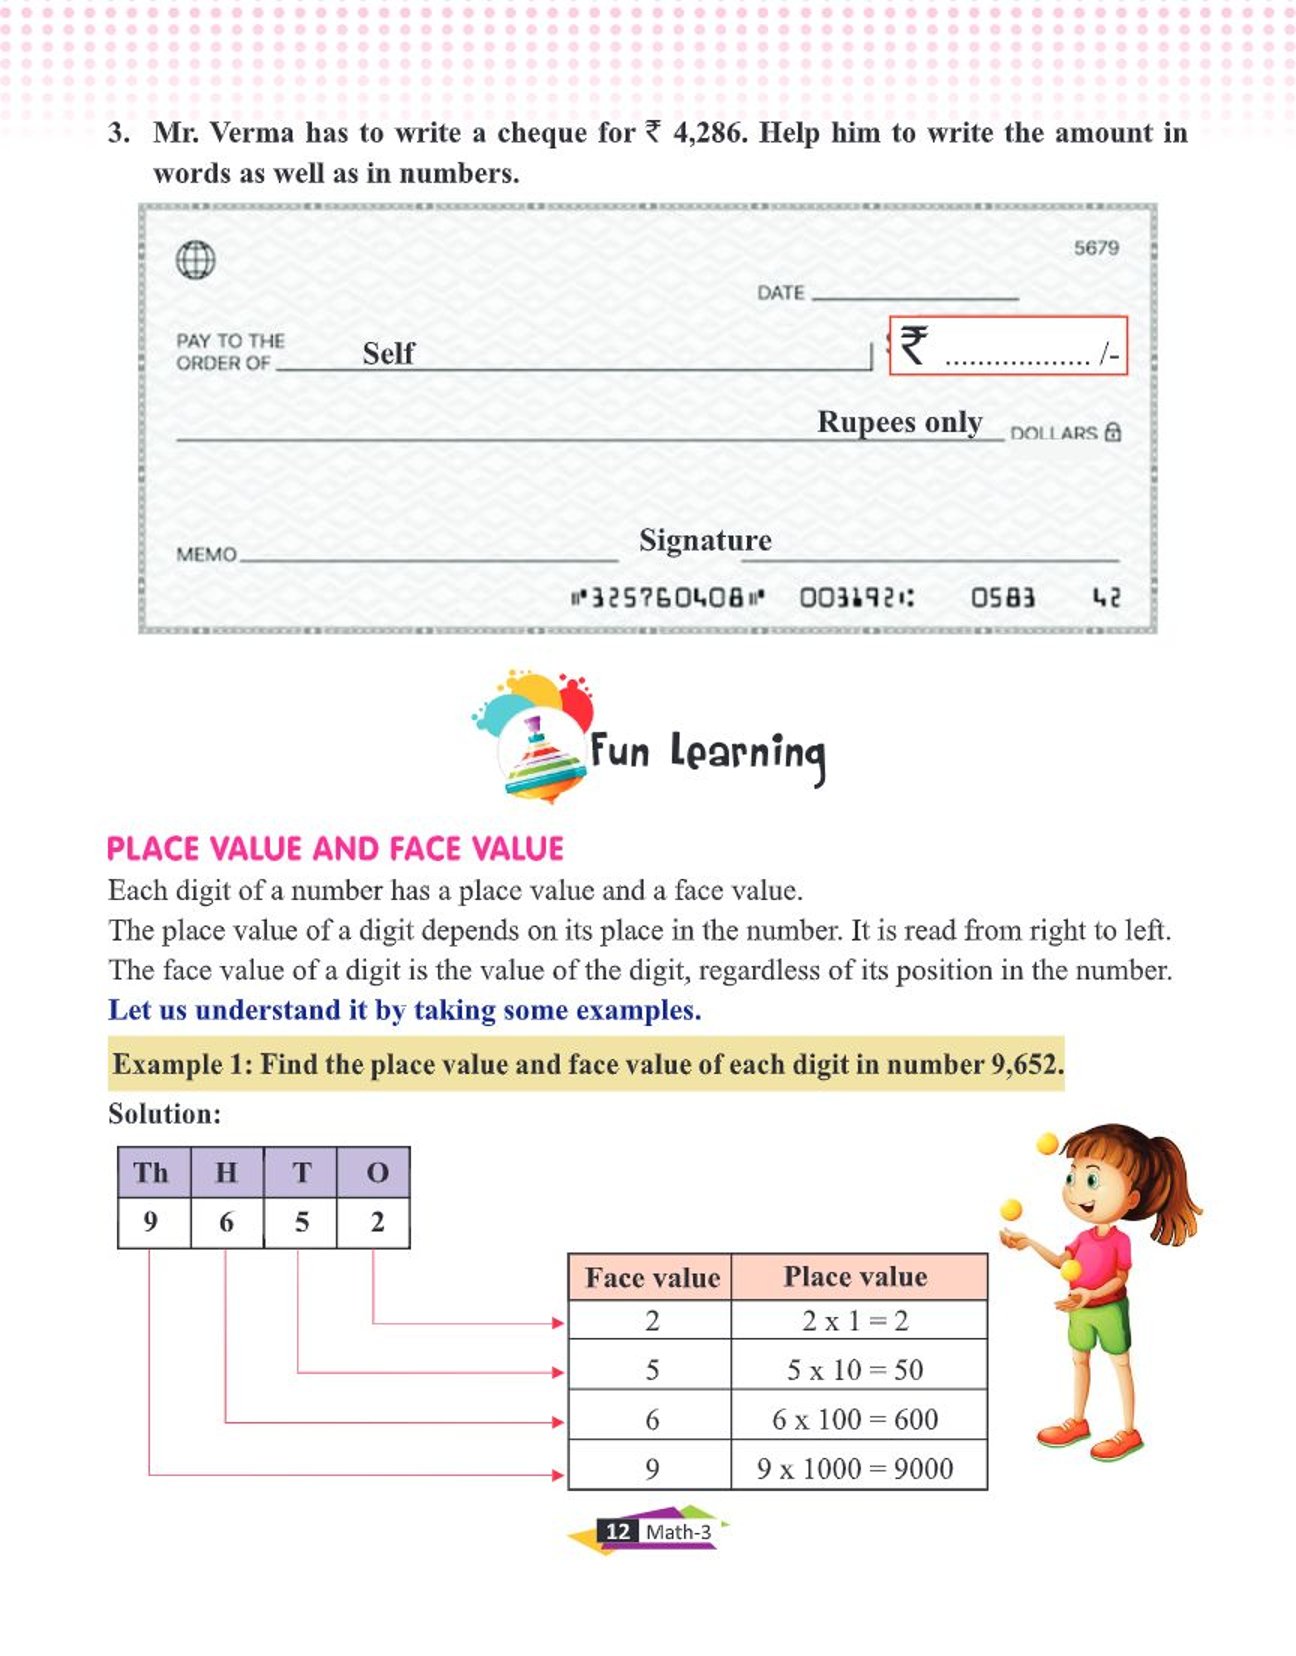 3. Mr. Verma has to write a cheque for ₹ 4,286. Help him to write the amount in
words as well as in numbers.
5679
DATE
PAY TO THE
ORDER OF Self
₹ .................. /-
Rupees only DOLLARS
Signature
MEMO
⑈325760408⑈ 0031921⑆ 0583 42
Fun Learning
PLACE VALUE AND FACE VALUE
Each digit of a number has a place value and a face value.
The place value of a digit depends on its place in the number. It is read from right to left.
The face value of a digit is the value of the digit, regardless of its position in the number.
Let us understand it by taking some examples.
Example 1: Find the place value and face value of each digit in number 9,652.
Solution:
Th H T O
9 6 5 2
Face value Place value
2 2 x 1 = 2
5 5 x 10 = 50
6 6 x 100 = 600
9 9 x 1000 = 9000
12 Math-3